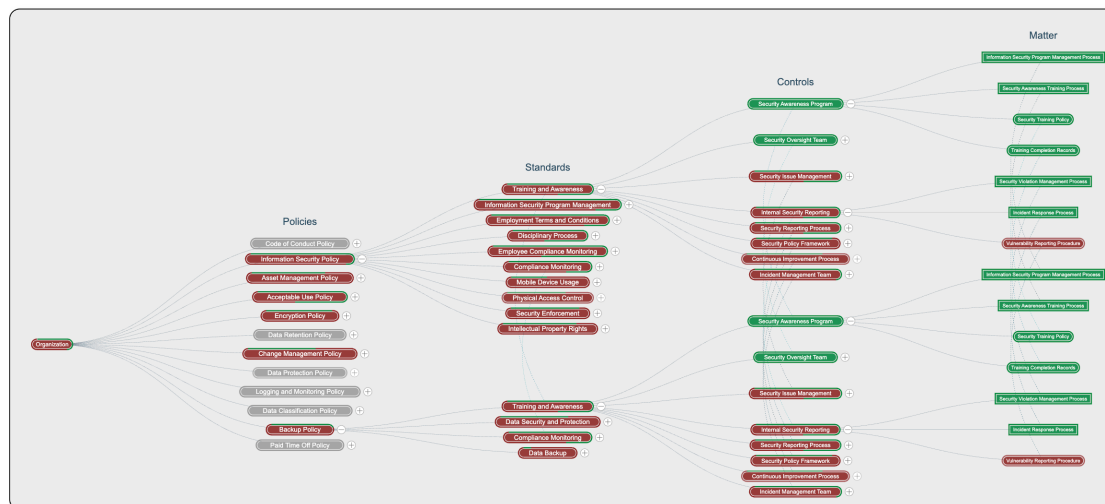 Matter
Information Security Program Management Process
Controls
Security Awareness Training Process
Security Awareness Program
Security Training Policy
Security Oversight Team
Training Completion Records
Standards
Security Issue Management
Security Violation Management Process
Training and Awareness
Information Security Program Management
Internal Security Reporting
Incident Response Process
Policies
Employment Terms and Conditions
Security Reporting Process
Code of Conduct Policy
Disciplinary Process
Security Policy Framework
Vulnerability Reporting Procedure
Information Security Policy
Employee Compliance Monitoring
Continuous Improvement Process
Asset Management Policy
Compliance Monitoring
Incident Management Team
Information Security Program Management Process
Acceptable Use Policy
Mobile Device Usage
Physical Access Control
Security Awareness Training Process
Encryption Policy
Security Enforcement
Security Awareness Program
Data Retention Policy
Intellectual Property Rights
Security Training Policy
Organization
Change Management Policy
Security Oversight Team
Data Protection Policy
Training Completion Records
Logging and Monitoring Policy
Security Issue Management
Security Violation Management Process
Data Classification Policy
Training and Awareness
Backup Policy
Data Security and Protection
Internal Security Reporting
Incident Response Process
Paid Time Off Policy
Compliance Monitoring
Security Reporting Process
Data Backup
Security Policy Framework
Vulnerability Reporting Procedure
Continuous Improvement Process
Incident Management Team